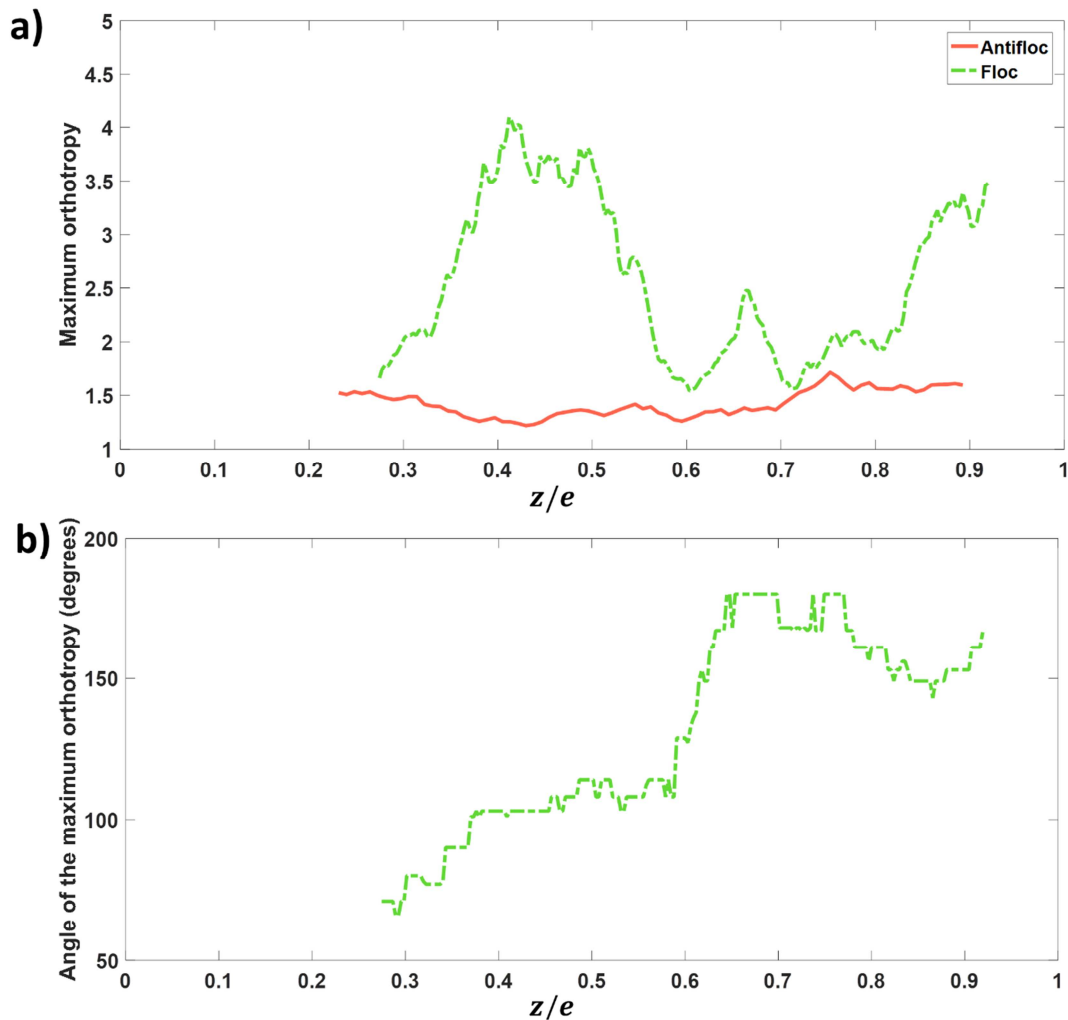 a)
5
4.5
4
3.5
3
2.5
2
1.5
1
Maximum orthotropy
Antifloc
Floc
0 0.1 0.2 0.3 0.4 0.5 0.6 0.7 0.8 0.9 1
z/e
b)
200
150
100
50
Angle of the maximum orthotropy (degrees)
0 0.1 0.2 0.3 0.4 0.5 0.6 0.7 0.8 0.9 1
z/e